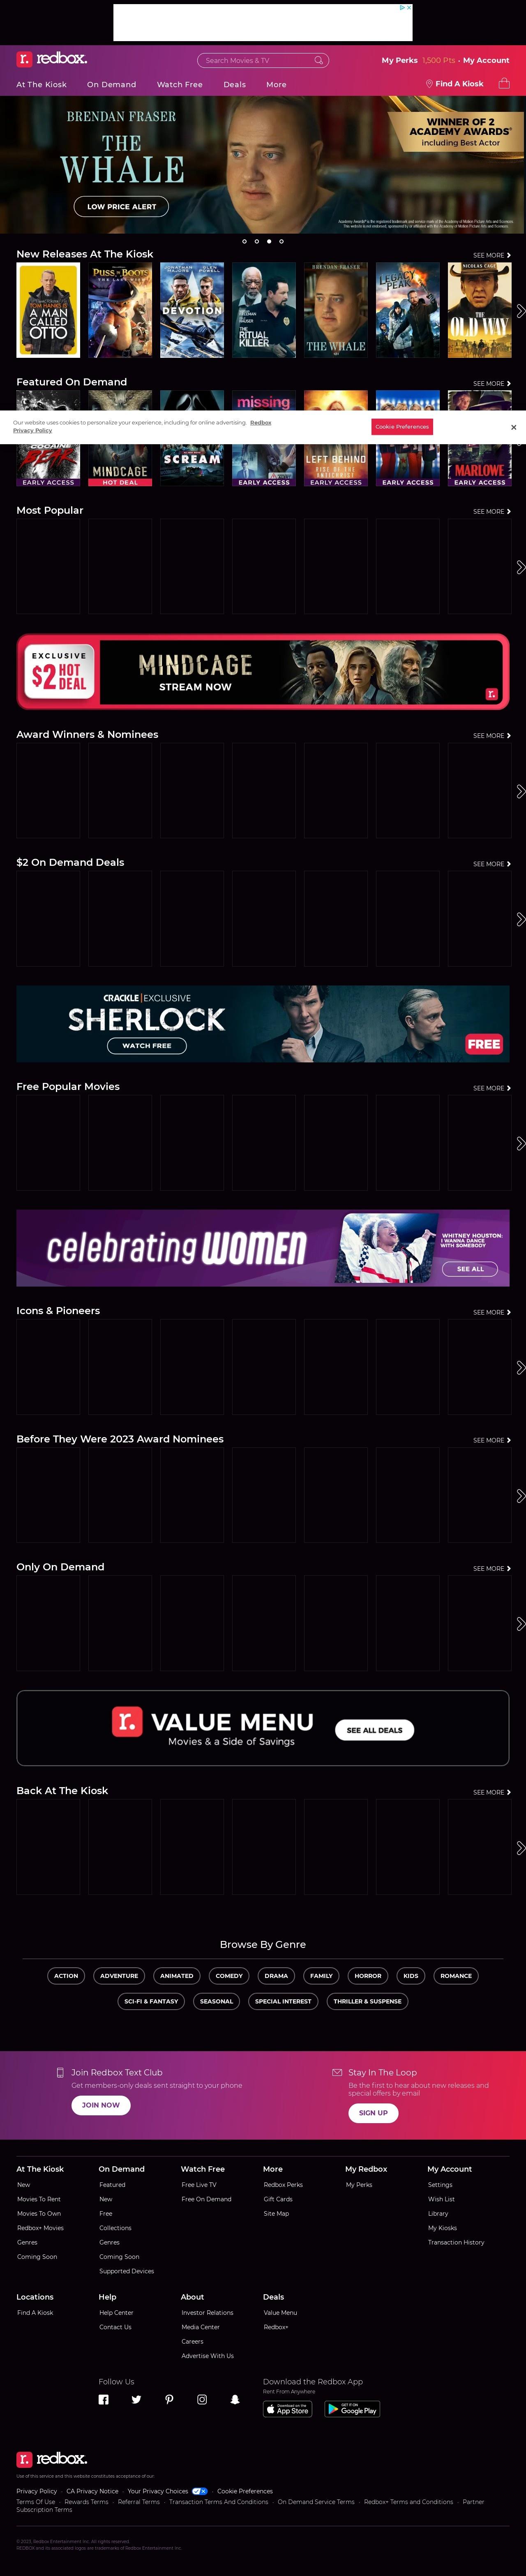 redbox.
Search Movies & TV
My Perks 1,500 Pts • My Account
At The Kiosk On Demand Watch Free Deals More
Find A Kiosk
BRENDAN FRASER
THE
WHALE
LOW PRICE ALERT
WINNER OF 2
ACADEMY AWARDS®
including Best Actor
New Releases At The Kiosk
SEE MORE
TOM HANKS IS
A MAN
CALLED
OTTO
PUSS IN BOOTS
THE LAST WISH
JONATHAN MAJORS
GLEN POWELL
DEVOTION
THE
RITUAL
KILLER
BRENDAN FRASER
THE WHALE
LEGACY
PEAK
NICOLAS CAGE
THE
OLD WAY
Featured On Demand
SEE MORE
missing
Our website uses cookies to personalize your experience, including for online advertising. Redbox
Privacy Policy
Cookie Preferences
COCAINE
BEAR
EARLY ACCESS
MINDCAGE
HOT DEAL
SCREAM
EARLY ACCESS
LEFT BEHIND
RISE OF THE
ANTICHRIST
EARLY ACCESS
EARLY ACCESS
MARLOWE
EARLY ACCESS
Most Popular
SEE MORE
EXCLUSIVE
$2 HOT
DEAL
MINDCAGE
STREAM NOW
r.
Award Winners & Nominees
SEE MORE
$2 On Demand Deals
SEE MORE
CRACKLE | EXCLUSIVE
SHERLOCK
WATCH FREE
FREE
Free Popular Movies
SEE MORE
celebrating WOMEN
WHITNEY HOUSTON:
I WANNA DANCE
WITH SOMEBODY
SEE ALL
Icons & Pioneers
SEE MORE
Before They Were 2023 Award Nominees
SEE MORE
Only On Demand
SEE MORE
r. VALUE MENU
Movies & a Side of Savings
SEE ALL DEALS
Back At The Kiosk
SEE MORE
Browse By Genre
ACTION ADVENTURE ANIMATED COMEDY DRAMA FAMILY HORROR KIDS ROMANCE
SCI-FI & FANTASY SEASONAL SPECIAL INTEREST THRILLER & SUSPENSE
Join Redbox Text Club
Get members-only deals sent straight to your phone
JOIN NOW
Stay In The Loop
Be the first to hear about new releases and
special offers by email
SIGN UP
At The Kiosk
New
Movies To Rent
Movies To Own
Redbox+ Movies
Genres
Coming Soon
On Demand
Featured
New
Free
Collections
Genres
Coming Soon
Supported Devices
Watch Free
Free Live TV
Free On Demand
More
Redbox Perks
Gift Cards
Site Map
My Redbox
My Perks
My Account
Settings
Wish List
Library
My Kiosks
Transaction History
Locations
Find A Kiosk
Help
Help Center
Contact Us
About
Investor Relations
Media Center
Careers
Advertise With Us
Deals
Value Menu
Redbox+
Follow Us
Download the Redbox App
Rent From Anywhere
Download on the
App Store
GET IT ON
Google Play
redbox.
Use of this service and this website constitutes acceptance of our:
Privacy Policy · CA Privacy Notice · Your Privacy Choices · Cookie Preferences
Terms Of Use · Rewards Terms · Referral Terms · Transaction Terms And Conditions · On Demand Service Terms · Redbox+ Terms and Conditions · Partner
Subscription Terms
© 2023, Redbox Entertainment Inc. All rights reserved.
REDBOX and its associated logos are trademarks of Redbox Entertainment Inc.